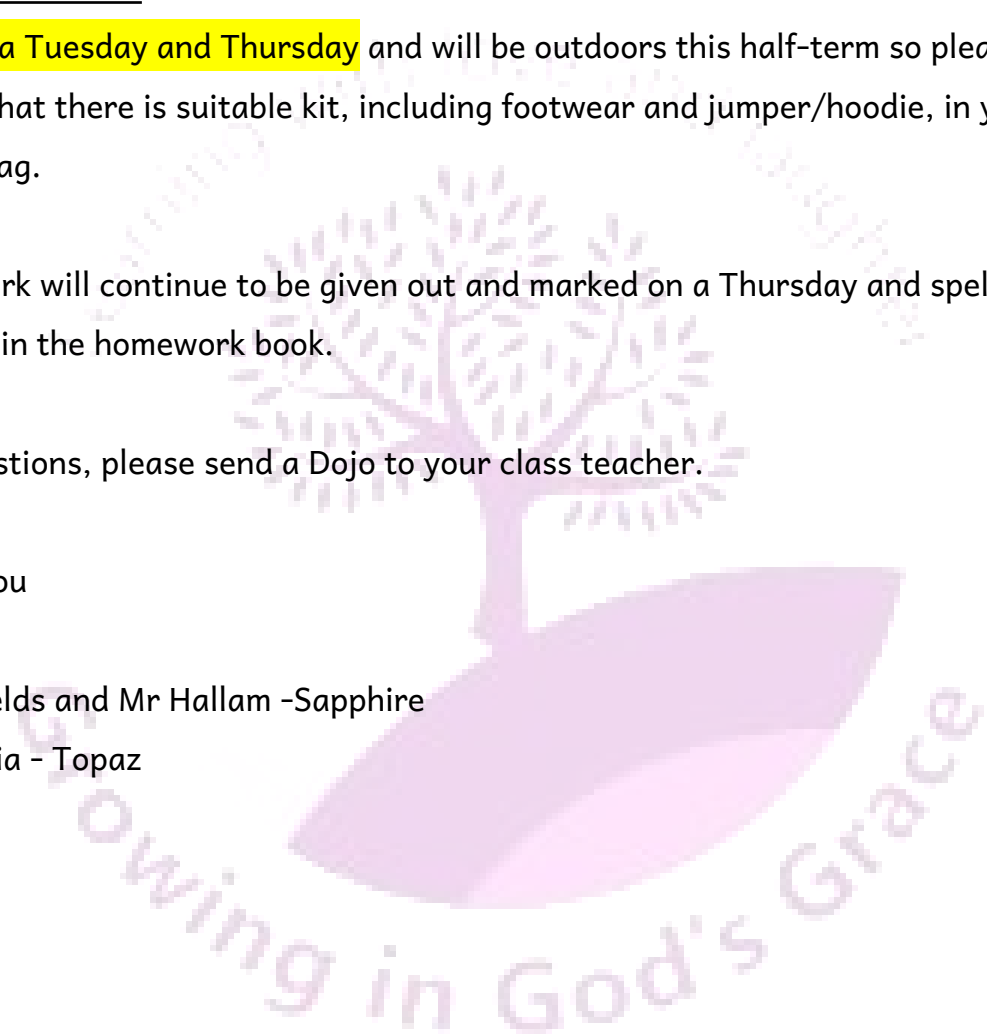 a Tuesday and Thursday and will be outdoors this half-term so plea
hat there is suitable kit, including footwear and jumper/hoodie, in y
ag.
rk will continue to be given out and marked on a Thursday and spel
in the homework book.
stions, please send a Dojo to your class teacher.
ou
elds and Mr Hallam -Sapphire
ia - Topaz
Growing in God's Grace